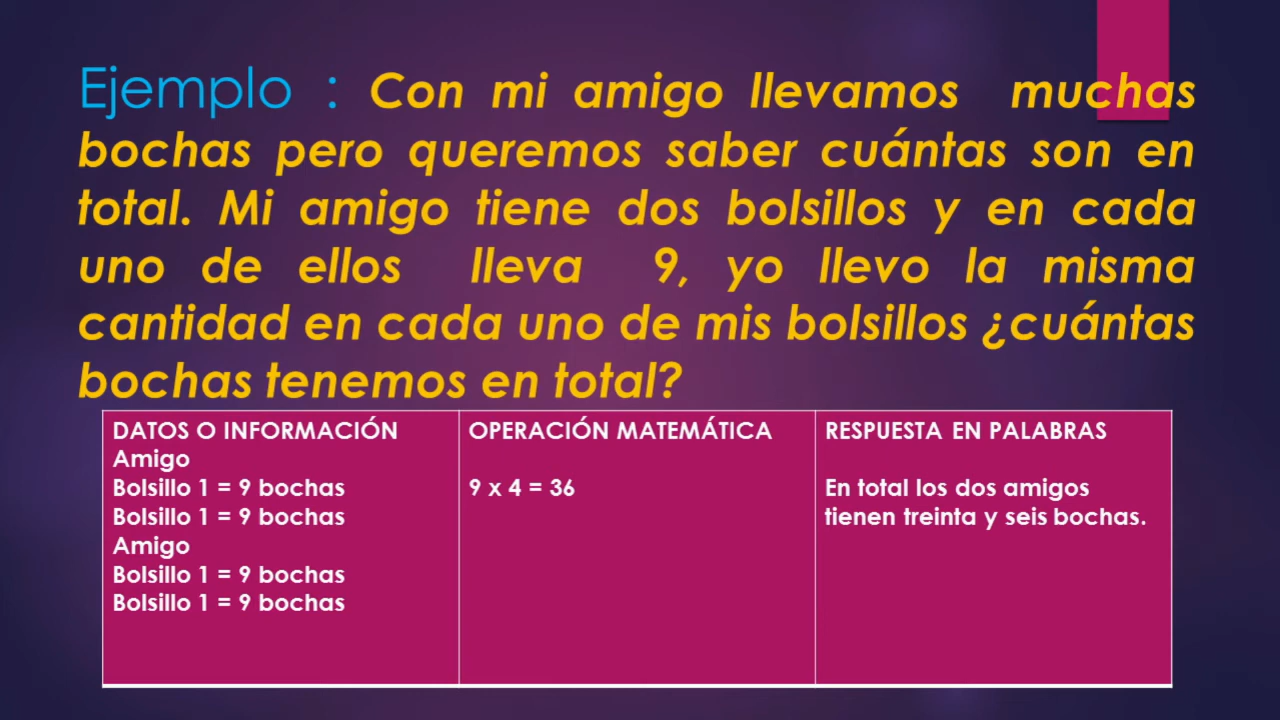 Ejemplo : Con mi amigo llevamos muchas
bochas pero queremos saber cuántas son en
total. Mi amigo tiene dos bolsillos y en cada
uno de ellos lleva 9, yo llevo la misma
cantidad en cada uno de mis bolsillos ¿cuántas
bochas tenemos en total?
DATOS O INFORMACIÓN
Amigo
Bolsillo 1 = 9 bochas
Bolsillo 1 = 9 bochas
Amigo
Bolsillo 1 = 9 bochas
Bolsillo 1 = 9 bochas
OPERACIÓN MATEMÁTICA
9 x 4 = 36
RESPUESTA EN PALABRAS
En total los dos amigos
tienen treinta y seis bochas.